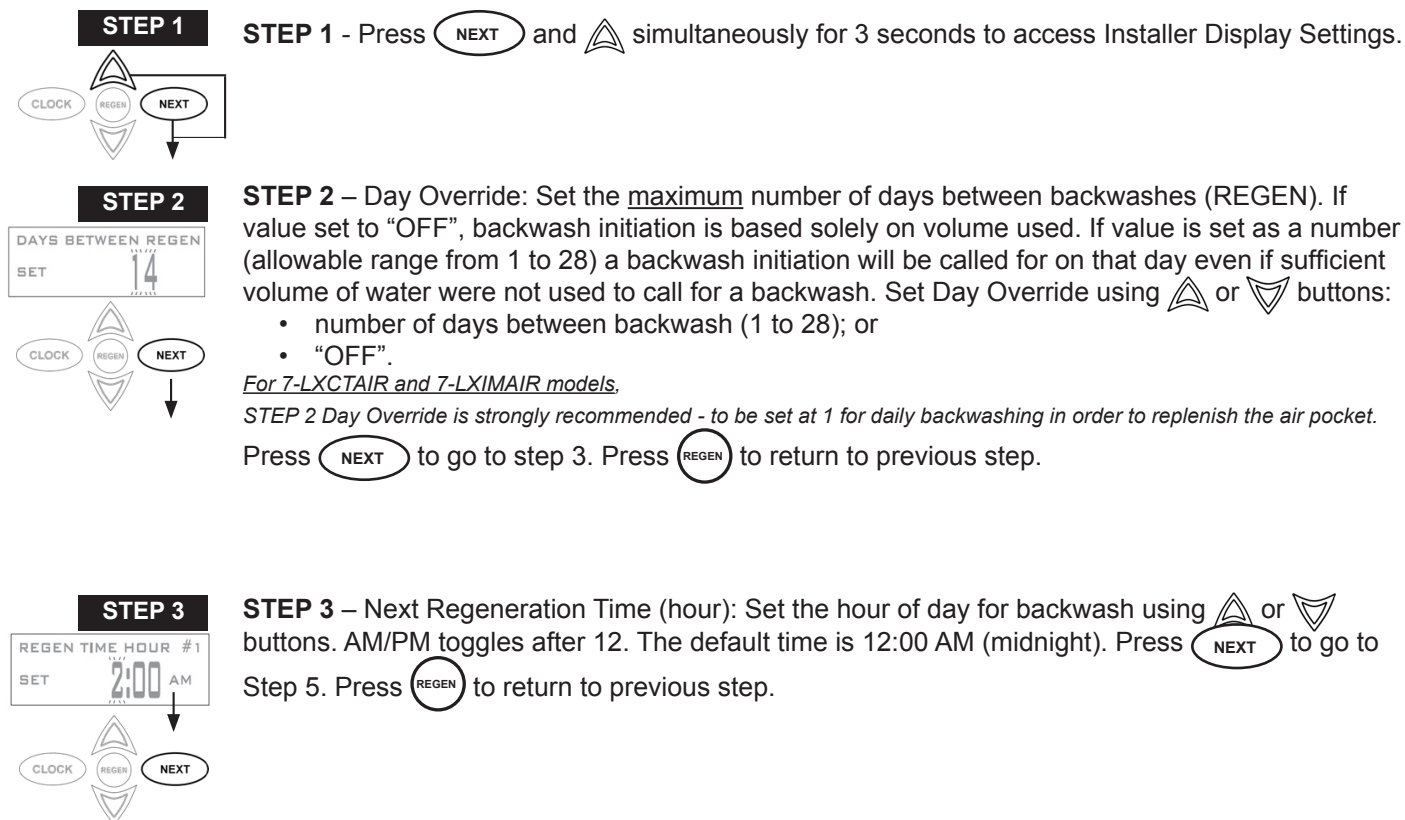 STEP 1
CLOCK
REGEN
NEXT
STEP 1 - Press NEXT and simultaneously for 3 seconds to access Installer Display Settings.
STEP 2
DAYS BETWEEN REGEN
SET 14
CLOCK
REGEN
NEXT
STEP 2 – Day Override: Set the maximum number of days between backwashes (REGEN). If
value set to “OFF”, backwash initiation is based solely on volume used. If value is set as a number
(allowable range from 1 to 28) a backwash initiation will be called for on that day even if sufficient
volume of water were not used to call for a backwash. Set Day Override using or buttons:
• number of days between backwash (1 to 28); or
• “OFF”.
For 7-LXCTAIR and 7-LXIMAIR models,
STEP 2 Day Override is strongly recommended - to be set at 1 for daily backwashing in order to replenish the air pocket.
Press NEXT to go to step 3. Press REGEN to return to previous step.
STEP 3
REGEN TIME HOUR #1
SET 2:00 AM
CLOCK
REGEN
NEXT
STEP 3 – Next Regeneration Time (hour): Set the hour of day for backwash using or
buttons. AM/PM toggles after 12. The default time is 12:00 AM (midnight). Press NEXT to go to
Step 5. Press REGEN to return to previous step.